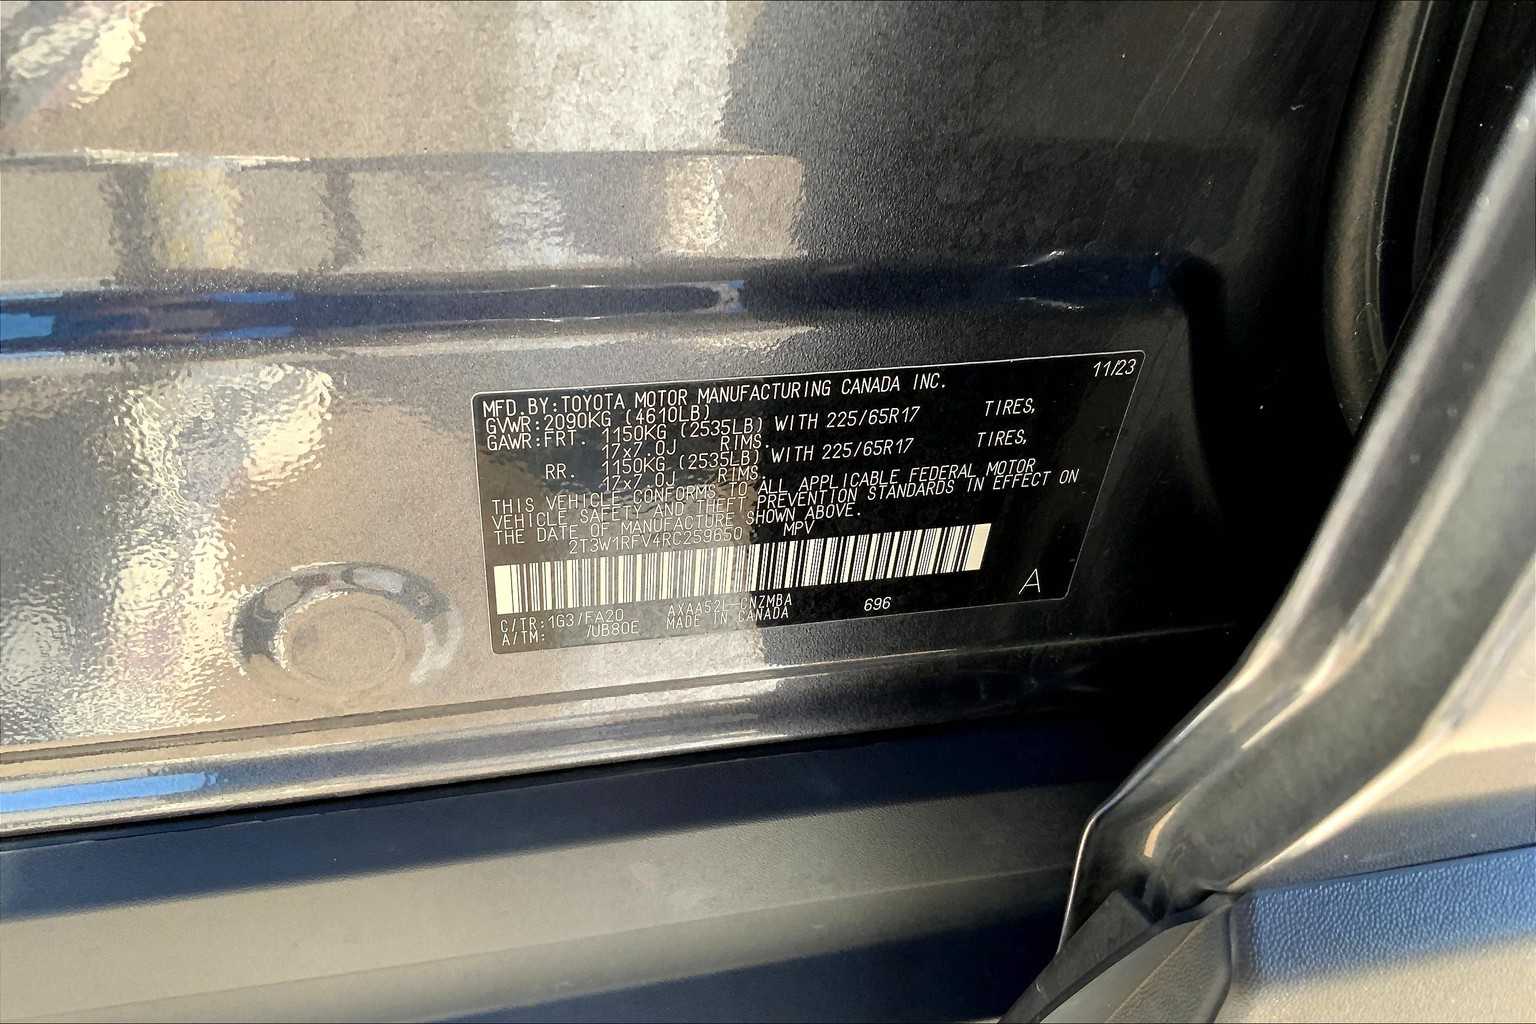 11/23
MFD.BY:TOYOTA MOTOR MANUFACTURING CANADA INC.
GVWR:2090KG (4610LB)
GAWR:FRT. 1150KG (2535LB) WITH 225/65R17 TIRES,
17x7.0J RIMS.
RR. 1150KG (2535LB) WITH 225/65R17 TIRES,
17x7.0J RIMS.
THIS VEHICLE CONFORMS TO ALL APPLICABLE FEDERAL MOTOR
VEHICLE SAFETY AND THEFT PREVENTION STANDARDS IN EFFECT ON
THE DATE OF MANUFACTURE SHOWN ABOVE.
2T3W1RFV4RC259650 MPV
C/TR:1G3/FA20 AXAA52L-CNZMBA 696 A
A/TM: /UB80E MADE IN CANADA